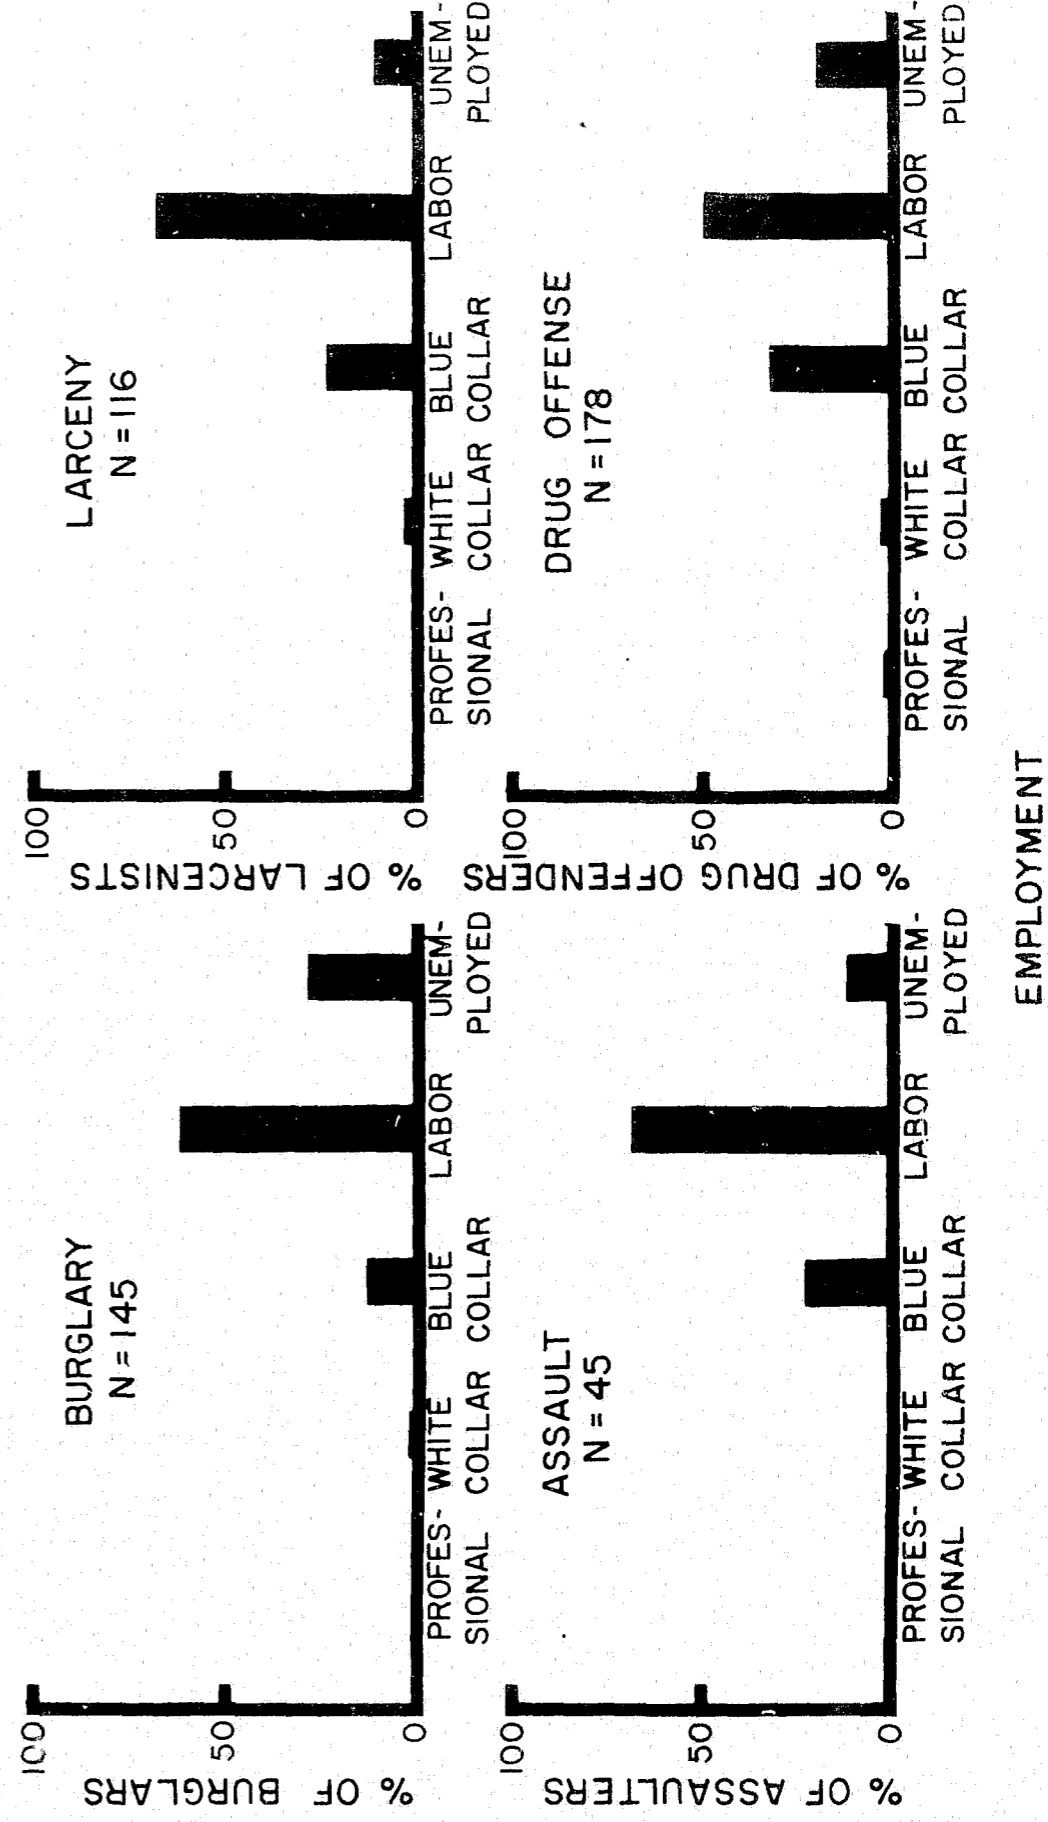 BURGLARY
N = 145
% OF BURGLARS
100
50
0
PROFES- WHITE BLUE LABOR UNEM-
SIONAL COLLAR COLLAR PLOYED
LARCENY
N = 116
% OF LARCENISTS
100
50
0
PROFES- WHITE BLUE LABOR UNEM-
SIONAL COLLAR COLLAR PLOYED
ASSAULT
N = 45
% OF ASSAULTERS
100
50
0
PROFES- WHITE BLUE LABOR UNEM-
SIONAL COLLAR COLLAR PLOYED
DRUG OFFENSE
N = 178
% OF DRUG OFFENDERS
100
50
0
PROFES- WHITE BLUE LABOR UNEM-
SIONAL COLLAR COLLAR PLOYED
EMPLOYMENT